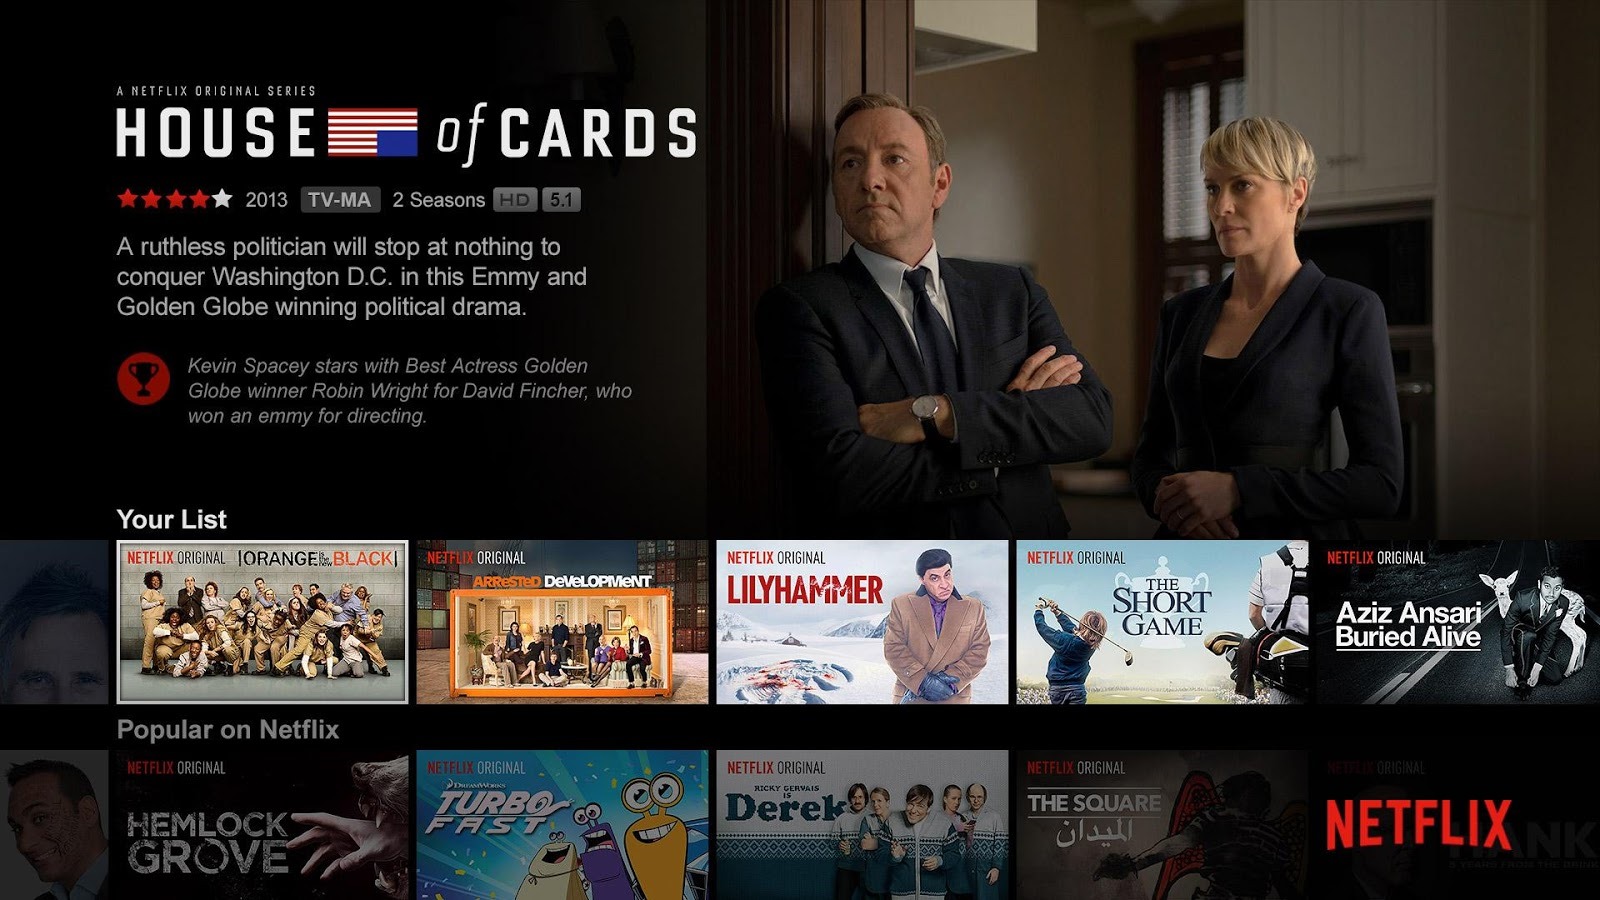 A NETFLIX ORIGINAL SERIES
HOUSE of CARDS
2013 TV-MA 2 Seasons HD 5.1
A ruthless politician will stop at nothing to
conquer Washington D.C. in this Emmy and
Golden Globe winning political drama.
Kevin Spacey stars with Best Actress Golden
Globe winner Robin Wright for David Fincher, who
won an emmy for directing.
Your List
NETFLIX ORIGINAL
ORANGE is the new BLACK
NETFLIX ORIGINAL
ARRESTED DEVELOPMENT
NETFLIX ORIGINAL
LILYHAMMER
NETFLIX ORIGINAL
THE
SHORT
GAME
NETFLIX ORIGINAL
Aziz Ansari
Buried Alive
Popular on Netflix
NETFLIX ORIGINAL
HEMLOCK
GROVE
NETFLIX ORIGINAL
DREAMWORKS
TURBO
FAST
NETFLIX ORIGINAL
RICKY GERVAIS
IS
Derek
NETFLIX ORIGINAL
THE SQUARE
الميدان
NETFLIX ORIGINAL
NETFLIX